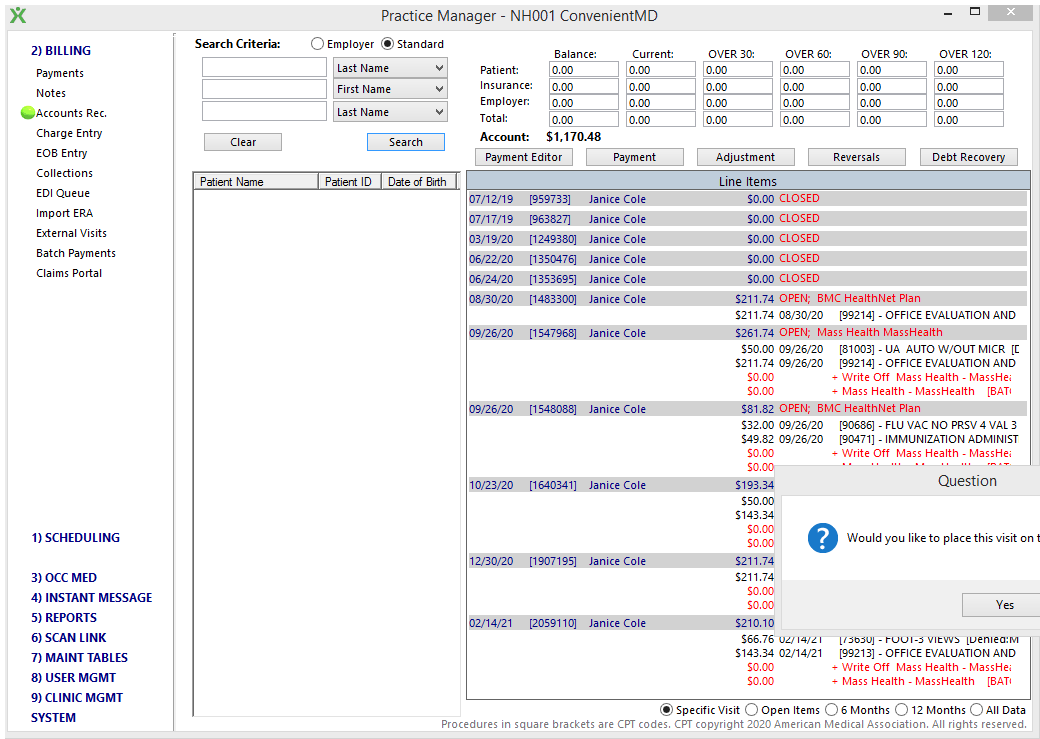 Practice Manager - NH001 ConvenientMD
2) BILLING
Payments
Notes
Accounts Rec.
Charge Entry
EOB Entry
Collections
EDI Queue
Import ERA
External Visits
Batch Payments
Claims Portal
1) SCHEDULING
3) OCC MED
4) INSTANT MESSAGE
5) REPORTS
6) SCAN LINK
7) MAINT TABLES
8) USER MGMT
9) CLINIC MGMT
SYSTEM
Search Criteria: Employer Standard
Last Name
First Name
Last Name
Clear Search
Patient Name Patient ID Date of Birth
Balance: Current: OVER 30: OVER 60: OVER 90: OVER 120:
Patient: 0.00 0.00 0.00 0.00 0.00 0.00
Insurance: 0.00 0.00 0.00 0.00 0.00 0.00
Employer: 0.00 0.00 0.00 0.00 0.00 0.00
Total: 0.00 0.00 0.00 0.00 0.00 0.00
Account: $1,170.48
Payment Editor Payment Adjustment Reversals Debt Recovery
Line Items
07/12/19 [959733] Janice Cole $0.00 CLOSED
07/17/19 [963827] Janice Cole $0.00 CLOSED
03/19/20 [1249380] Janice Cole $0.00 CLOSED
06/22/20 [1350476] Janice Cole $0.00 CLOSED
06/24/20 [1353695] Janice Cole $0.00 CLOSED
08/30/20 [1483300] Janice Cole $211.74 OPEN; BMC HealthNet Plan
$211.74 08/30/20 [99214] - OFFICE EVALUATION AND
09/26/20 [1547968] Janice Cole $261.74 OPEN; Mass Health MassHealth
$50.00 09/26/20 [81003] - UA AUTO W/OUT MICR [D
$211.74 09/26/20 [99214] - OFFICE EVALUATION AND
$0.00 + Write Off Mass Health - MassHea
$0.00 + Mass Health - MassHealth [BAT
09/26/20 [1548088] Janice Cole $81.82 OPEN; BMC HealthNet Plan
$32.00 09/26/20 [90686] - FLU VAC NO PRSV 4 VAL 3
$49.82 09/26/20 [90471] - IMMUNIZATION ADMINIST
$0.00 + Write Off Mass Health - MassHea
$0.00
10/23/20 [1640341] Janice Cole $193.34
$50.00
$143.34
$0.00
$0.00
12/30/20 [1907195] Janice Cole $211.74
$211.74
$0.00
$0.00
02/14/21 [2059110] Janice Cole $210.10
$66.76 02/14/21 [73630] - FOOT-3 VIEWS [Denied:M
$143.34 02/14/21 [99213] - OFFICE EVALUATION AND
$0.00 + Write Off Mass Health - MassHea
$0.00 + Mass Health - MassHealth [BAT
Question
Would you like to place this visit on t
Yes
Specific Visit Open Items 6 Months 12 Months All Data
Procedures in square brackets are CPT codes. CPT copyright 2020 American Medical Association. All rights reserved.